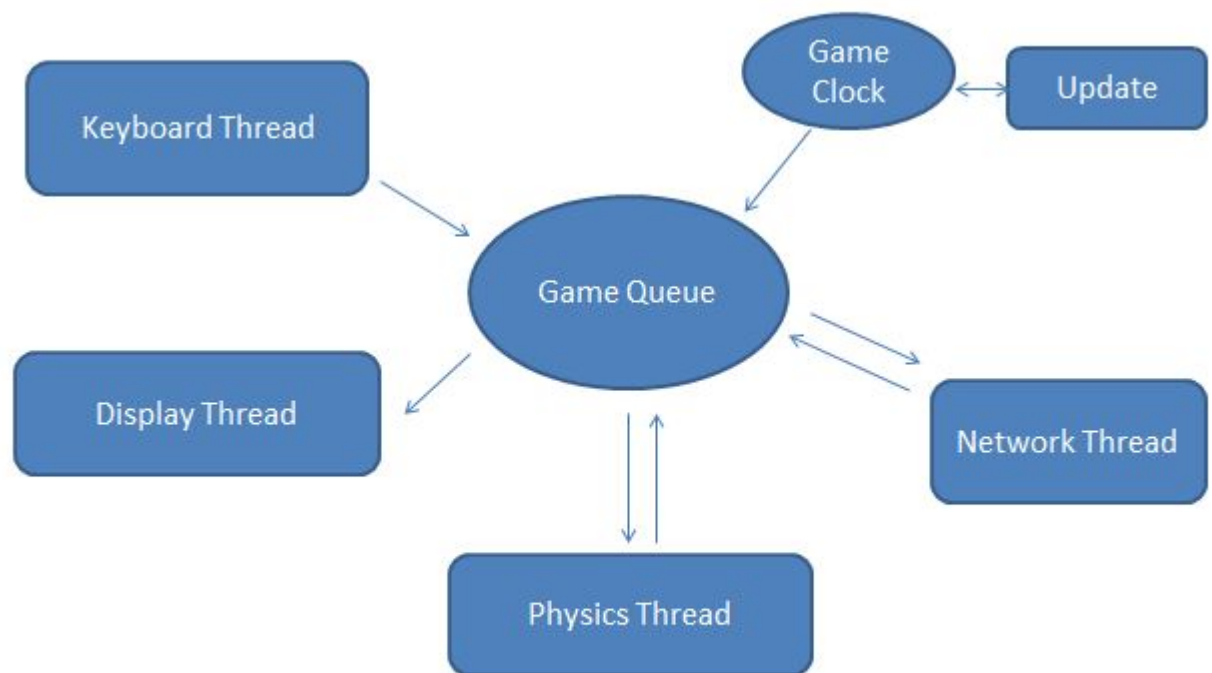 Game
Clock
Update
Keyboard Thread
Game Queue
Display Thread
Network Thread
Physics Thread